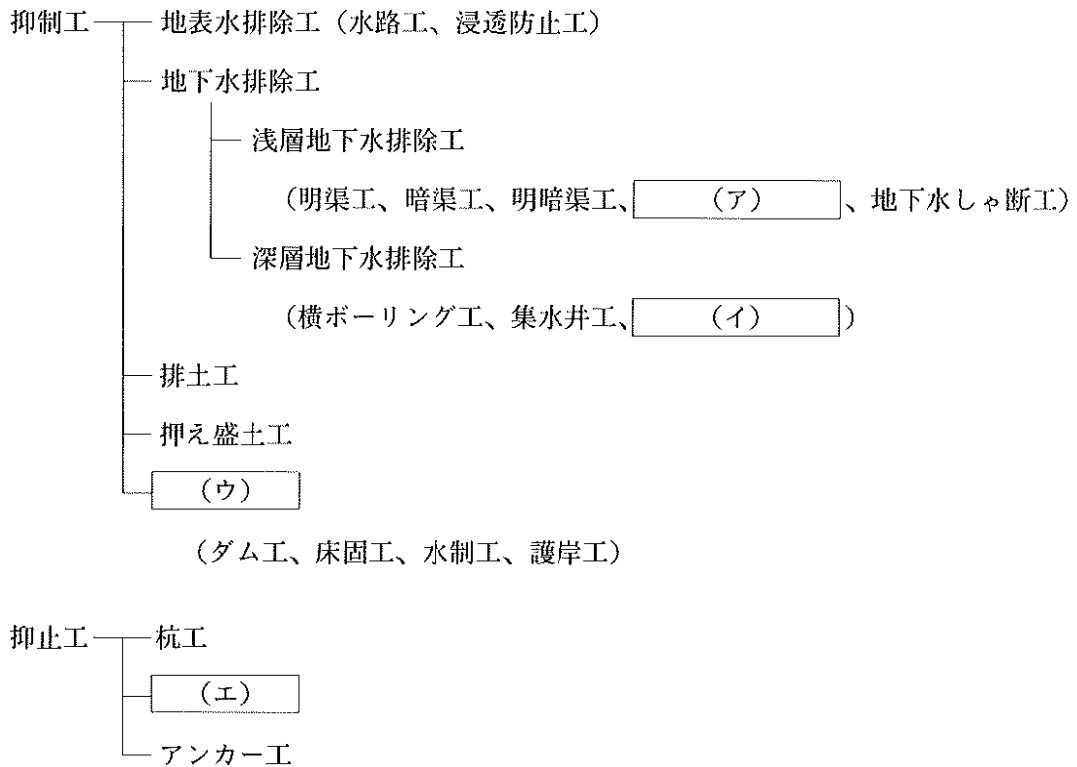 抑制工 地表水排除工（水路工、浸透防止工）
地下水排除工
浅層地下水排除工
（明渠工、暗渠工、明暗渠工、（ア）、地下水しゃ断工）
深層地下水排除工
（横ボーリング工、集水井工、（イ））
排土工
押え盛土工
（ウ）
（ダム工、床固工、水制工、護岸工）
抑止工 杭工
（エ）
アンカー工